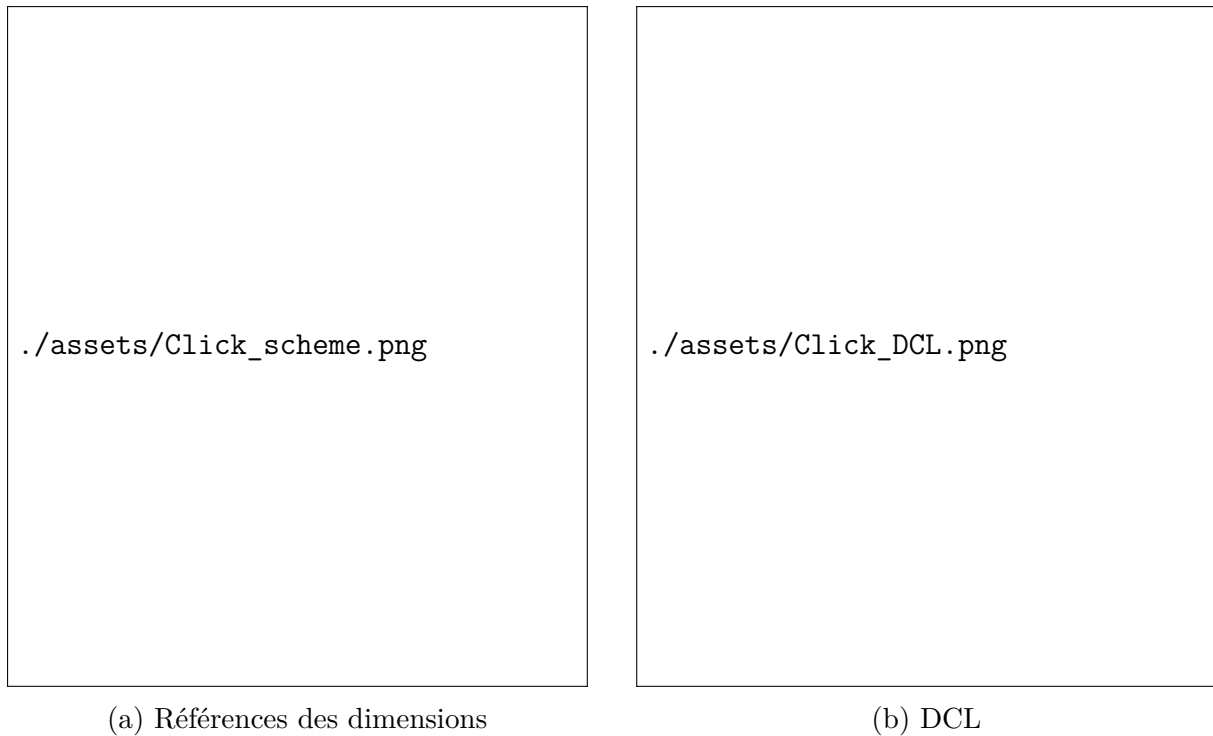 ./assets/Click_scheme.png
./assets/Click_DCL.png
(a) Références des dimensions
(b) DCL